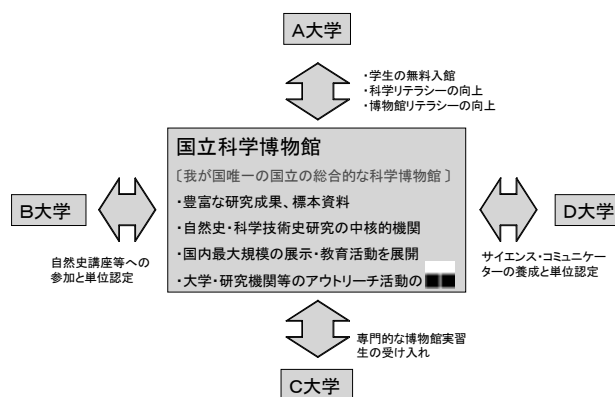 A大学
・学生の無料入館
・科学リテラシーの向上
・博物館リテラシーの向上
国立科学博物館
〔我が国唯一の国立の総合的な科学博物館〕
・豊富な研究成果、標本資料
・自然史・科学技術史研究の中核的機関
・国内最大規模の展示・教育活動を展開
・大学・研究機関等のアウトリーチ活動の
B大学
自然史講座等への
参加と単位認定
D大学
サイエンス・コミュニケー
ターの養成と単位認定
専門的な博物館実習
生の受け入れ
C大学